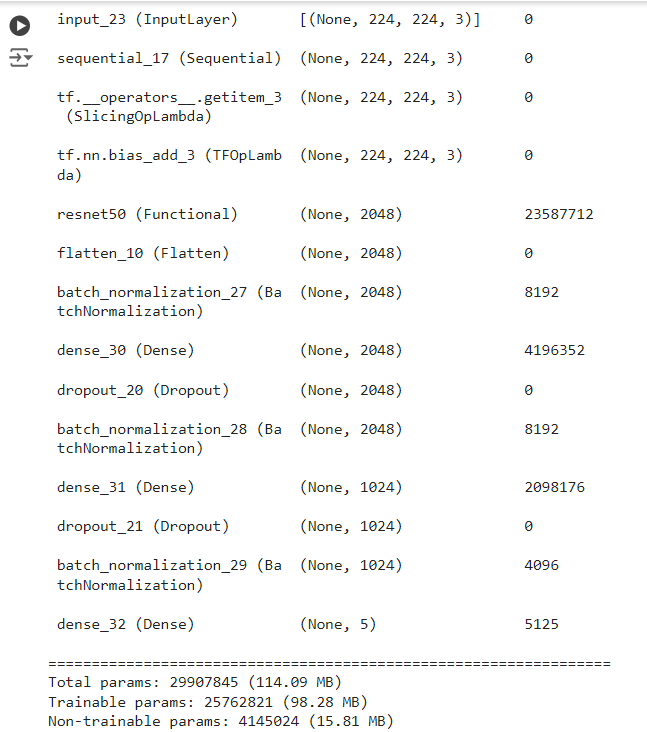 input_23 (InputLayer) [(None, 224, 224, 3)] 0
sequential_17 (Sequential) (None, 224, 224, 3) 0
tf.__operators__.getitem_3 (None, 224, 224, 3) 0
(SlicingOpLambda)
tf.nn.bias_add_3 (TFOpLamb (None, 224, 224, 3) 0
da)
resnet50 (Functional) (None, 2048) 23587712
flatten_10 (Flatten) (None, 2048) 0
batch_normalization_27 (Ba (None, 2048) 8192
tchNormalization)
dense_30 (Dense) (None, 2048) 4196352
dropout_20 (Dropout) (None, 2048) 0
batch_normalization_28 (Ba (None, 2048) 8192
tchNormalization)
dense_31 (Dense) (None, 1024) 2098176
dropout_21 (Dropout) (None, 1024) 0
batch_normalization_29 (Ba (None, 1024) 4096
tchNormalization)
dense_32 (Dense) (None, 5) 5125
=================================================================
Total params: 29907845 (114.09 MB)
Trainable params: 25762821 (98.28 MB)
Non-trainable params: 4145024 (15.81 MB)